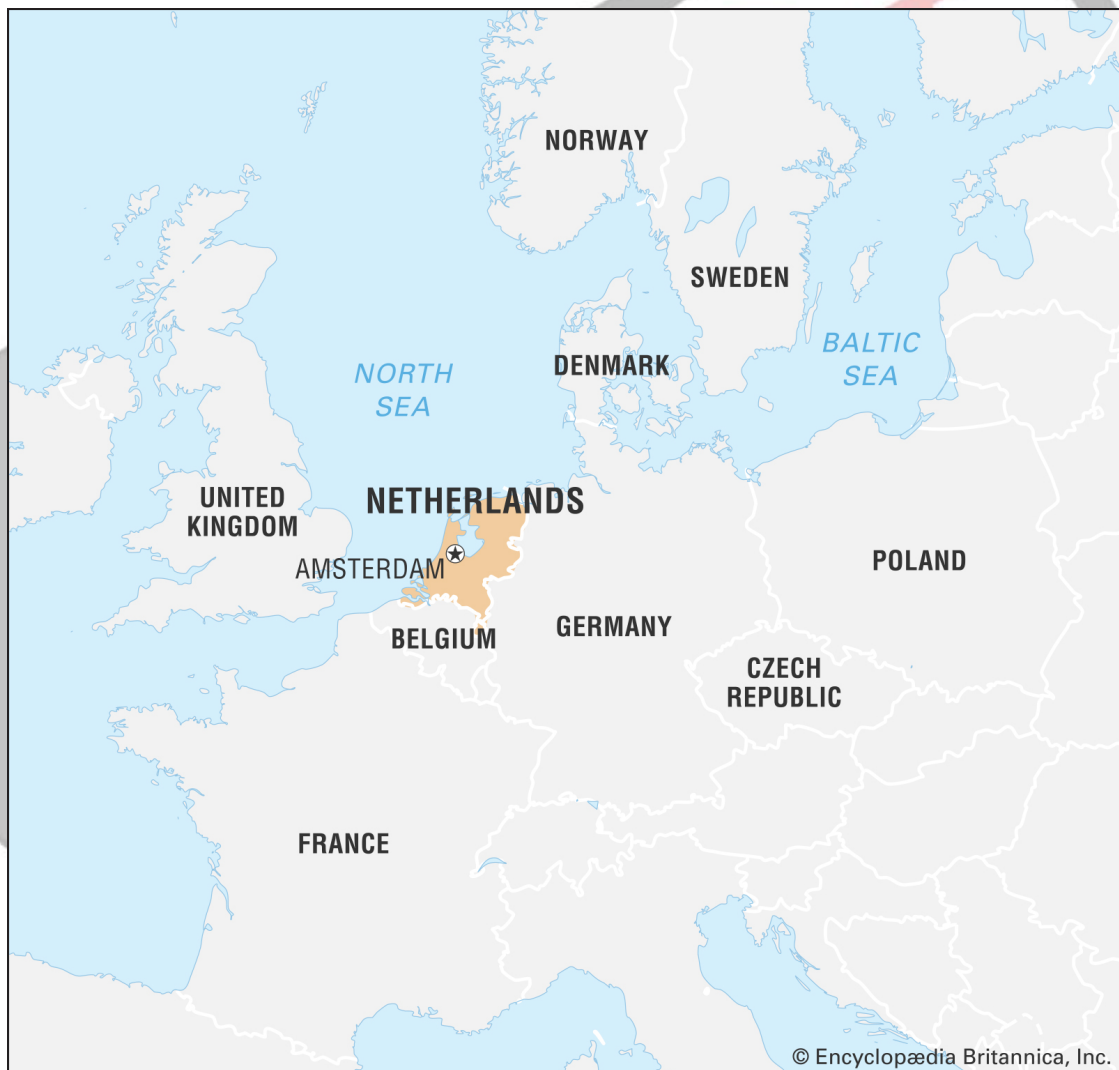 NORWAY
SWEDEN
DENMARK
BALTIC
SEA
NORTH
SEA
UNITED
KINGDOM
NETHERLANDS
AMSTERDAM
POLAND
BELGIUM
GERMANY
CZECH
REPUBLIC
FRANCE
© Encyclopædia Britannica, Inc.